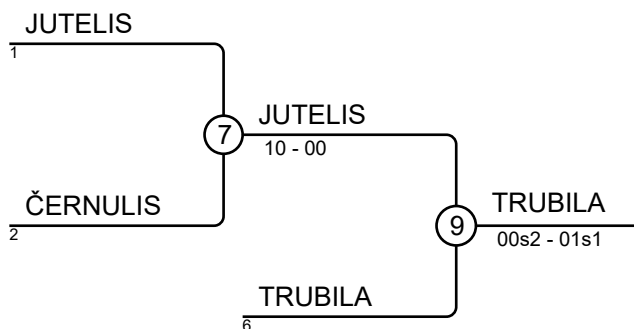 JUTELIS
1
7
JUTELIS
10 - 00
ČERNULIS
2
9
TRUBILA
00s2 - 01s1
TRUBILA
6